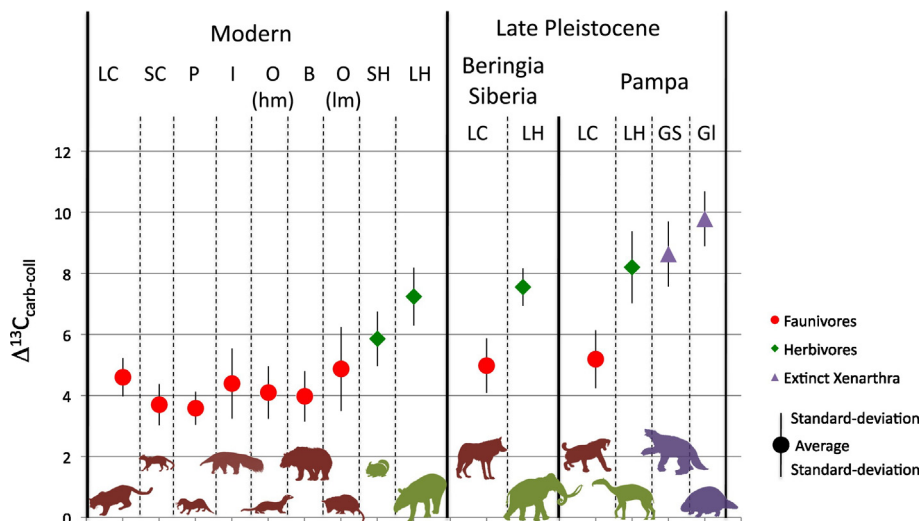 Modern
Late Pleistocene
Beringia
Siberia
Pampa
LC SC P I O B O SH LH
(hm) (lm)
LC LH LC LH GS Gl
Δ13Ccarb-coll
12
10
8
6
4
2
0
Faunivores
Herbivores
Extinct Xenarthra
Standard-deviation
Average
Standard-deviation